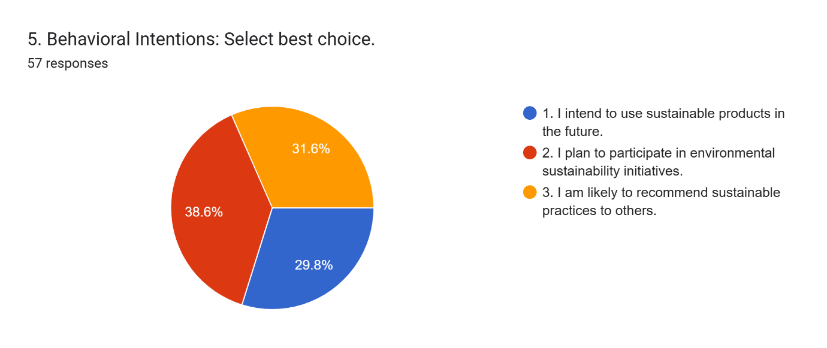 5. Behavioral Intentions: Select best choice.
57 responses
31.6%
38.6%
29.8%
1. I intend to use sustainable products in
the future.
2. I plan to participate in environmental
sustainability initiatives.
3. I am likely to recommend sustainable
practices to others.